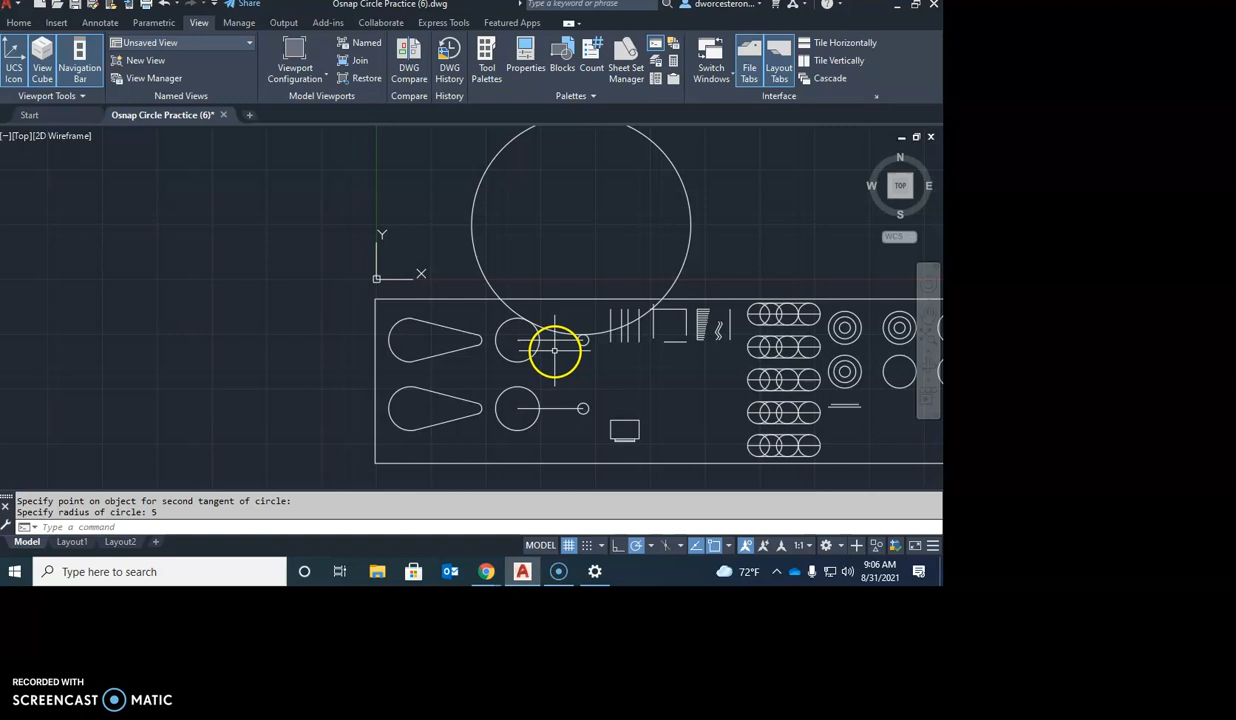 Share
Osnap Circle Practice (6).dwg
Type a keyword or phrase
dworcesteron...
Home Insert Annotate Parametric View Manage Output Add-ins Collaborate Express Tools Featured Apps
UCS Icon
View Cube
Navigation Bar
Unsaved View
New View
View Manager
Viewport Configuration
Named
Join
Restore
DWG Compare
DWG History
Tool Palettes
Properties
Blocks
Count
Sheet Set Manager
Switch Windows
File Tabs
Layout Tabs
Tile Horizontally
Tile Vertically
Cascade
Viewport Tools Named Views Model Viewports Compare History Palettes Interface
Start Osnap Circle Practice (6)*
[−][Top][2D Wireframe]
N
W TOP E
S
WCS
Y
X
Specify point on object for second tangent of circle:
Specify radius of circle: 5
Type a command
Model Layout1 Layout2 +
MODEL 1:1
Type here to search
72°F
9:06 AM
8/31/2021
RECORDED WITH
SCREENCAST MATIC